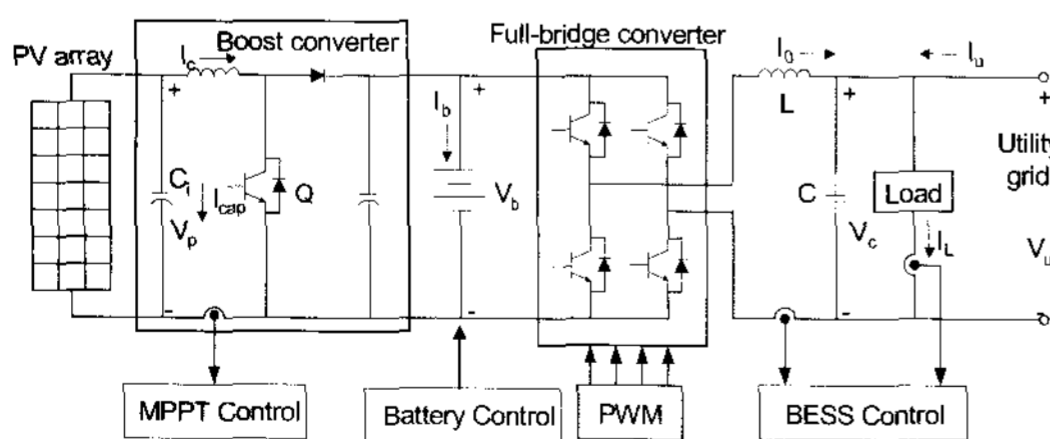 PV array
I_c
Boost converter
Full-bridge converter
I_0
I_u
+
I_b
+
L
+
+
C_i
I_cap
Q
V_b
C
Load
Utility
grid
V_p
V_c
I_L
V_u
-
-
-
-
MPPT Control
Battery Control
PWM
BESS Control